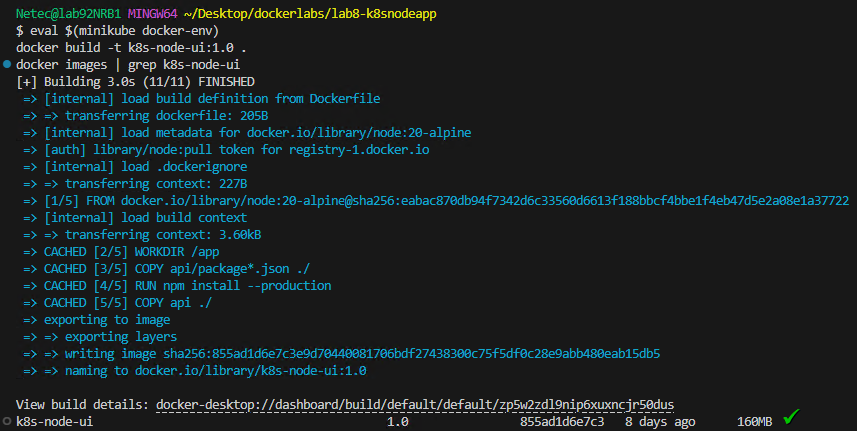 Netec@lab92NRB1 MINGW64 ~/Desktop/dockerlabs/lab8-k8snodeapp
$ eval $(minikube docker-env)
docker build -t k8s-node-ui:1.0 .
docker images | grep k8s-node-ui
[+] Building 3.0s (11/11) FINISHED
=> [internal] load build definition from Dockerfile
=> => transferring dockerfile: 205B
=> [internal] load metadata for docker.io/library/node:20-alpine
=> [auth] library/node:pull token for registry-1.docker.io
=> [internal] load .dockerignore
=> => transferring context: 227B
=> [1/5] FROM docker.io/library/node:20-alpine@sha256:eabac870db94f7342d6c33560d6613f188bbcf4bbe1f4eb47d5e2a08e1a37722
=> [internal] load build context
=> => transferring context: 3.60kB
=> CACHED [2/5] WORKDIR /app
=> CACHED [3/5] COPY api/package*.json ./
=> CACHED [4/5] RUN npm install --production
=> CACHED [5/5] COPY api ./
=> exporting to image
=> => exporting layers
=> => writing image sha256:855ad1d6e7c3e9d70440081706bdf27438300c75f5df0c28e9abb480eab15db5
=> => naming to docker.io/library/k8s-node-ui:1.0
View build details: docker-desktop://dashboard/build/default/default/zp5w2zdl9nip6xuxncjr50dus
k8s-node-ui 1.0 855ad1d6e7c3 8 days ago 160MB